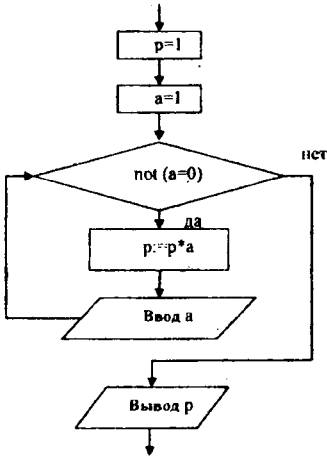 p=1
a=1
not (a=0)
нет
да
p:=p*a
Ввод a
Вывод p